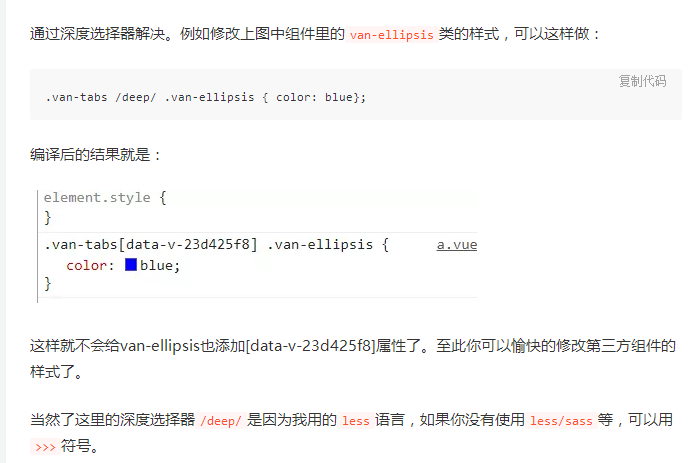 通过深度选择器解决。例如修改上图中组件里的 van-ellipsis 类的样式，可以这样做：
复制代码
.van-tabs /deep/ .van-ellipsis { color: blue};
编译后的结果就是：
element.style {
}
.van-tabs[data-v-23d425f8] .van-ellipsis { a.vue
color: blue;
}
这样就不会给van-ellipsis也添加[data-v-23d425f8]属性了。至此你可以愉快的修改第三方组件的
样式了。
当然了这里的深度选择器 /deep/ 是因为我用的 less 语言，如果你没有使用 less/sass 等，可以用
>>> 符号。